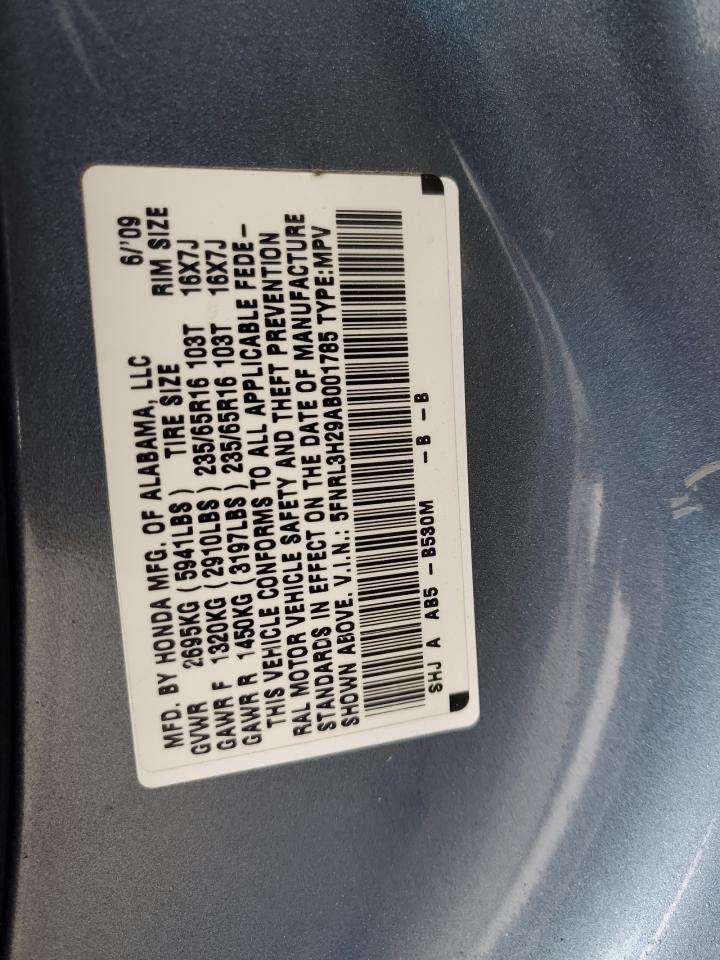 MFD. BY HONDA MFG. OF ALABAMA, LLC 6/'09
GVWR 2695KG (5941LBS) TIRE SIZE RIM SIZE
GAWR F 1320KG (2910LBS) 235/65R16 103T 16X7J
GAWR R 1450KG (3197LBS) 235/65R16 103T 16X7J
THIS VEHICLE CONFORMS TO ALL APPLICABLE FEDE-
RAL MOTOR VEHICLE SAFETY AND THEFT PREVENTION
STANDARDS IN EFFECT ON THE DATE OF MANUFACTURE
SHOWN ABOVE. V.I.N.: 5FNRL3H29AB001785 TYPE:MPV
SHJ A AB5 -B530M -B -B